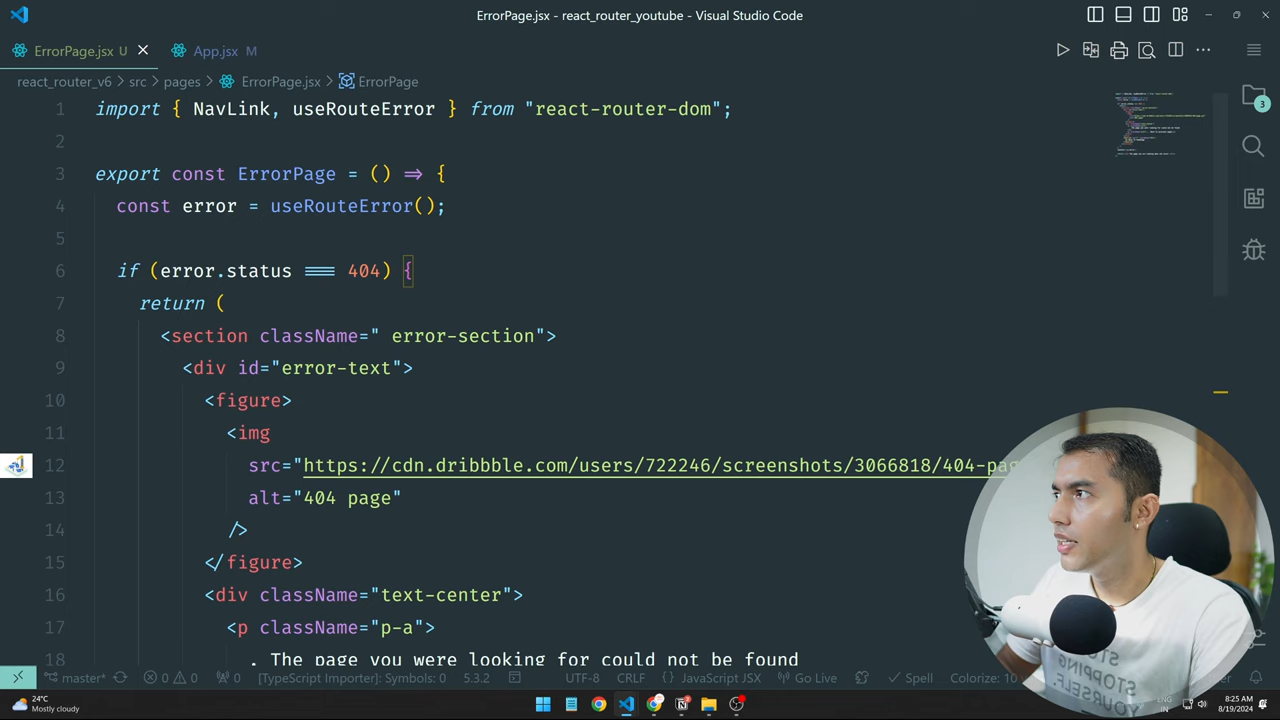 ErrorPage.jsx - react_router_youtube - Visual Studio Code
ErrorPage.jsx U
App.jsx M
react_router_v6 > src > pages > ErrorPage.jsx > ErrorPage
1 import { NavLink, useRouteError } from "react-router-dom";
2
3 export const ErrorPage = () => {
4 const error = useRouteError();
5
6 if (error.status === 404) {
7 return (
8 <section className=" error-section">
9 <div id="error-text">
10 <figure>
11 <img
12 src="https://cdn.dribbble.com/users/722246/screenshots/3066818/404-pag
13 alt="404 page"
14 />
15 </figure>
16 <div className="text-center">
17 <p className="p-a">
18 . The page you were looking for could not be found
3
master* 0 0 0 [TypeScript Importer]: Symbols: 0 5.3.2 UTF-8 CRLF { } JavaScript JSX Go Live Spell Colorize: 10
STOPPING
YOURSELF.
24°C
Mostly cloudy
ENG
IN
8:25 AM
8/19/2024